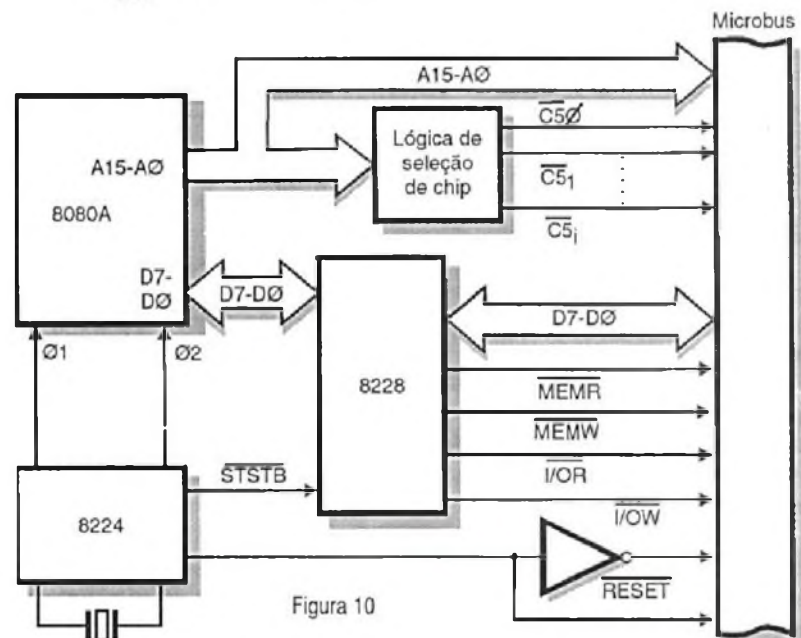 Microbus
A15-AØ
8080A
A15-AØ
D7-
DØ
Lógica de
seleção
de chip
C5Ø
C5₁
C5ᵢ
D7-DØ
8228
D7-DØ
MEMR
MEMW
I/OR
I/OW
Ø1
Ø2
STSTB
8224
RESET
Figura 10